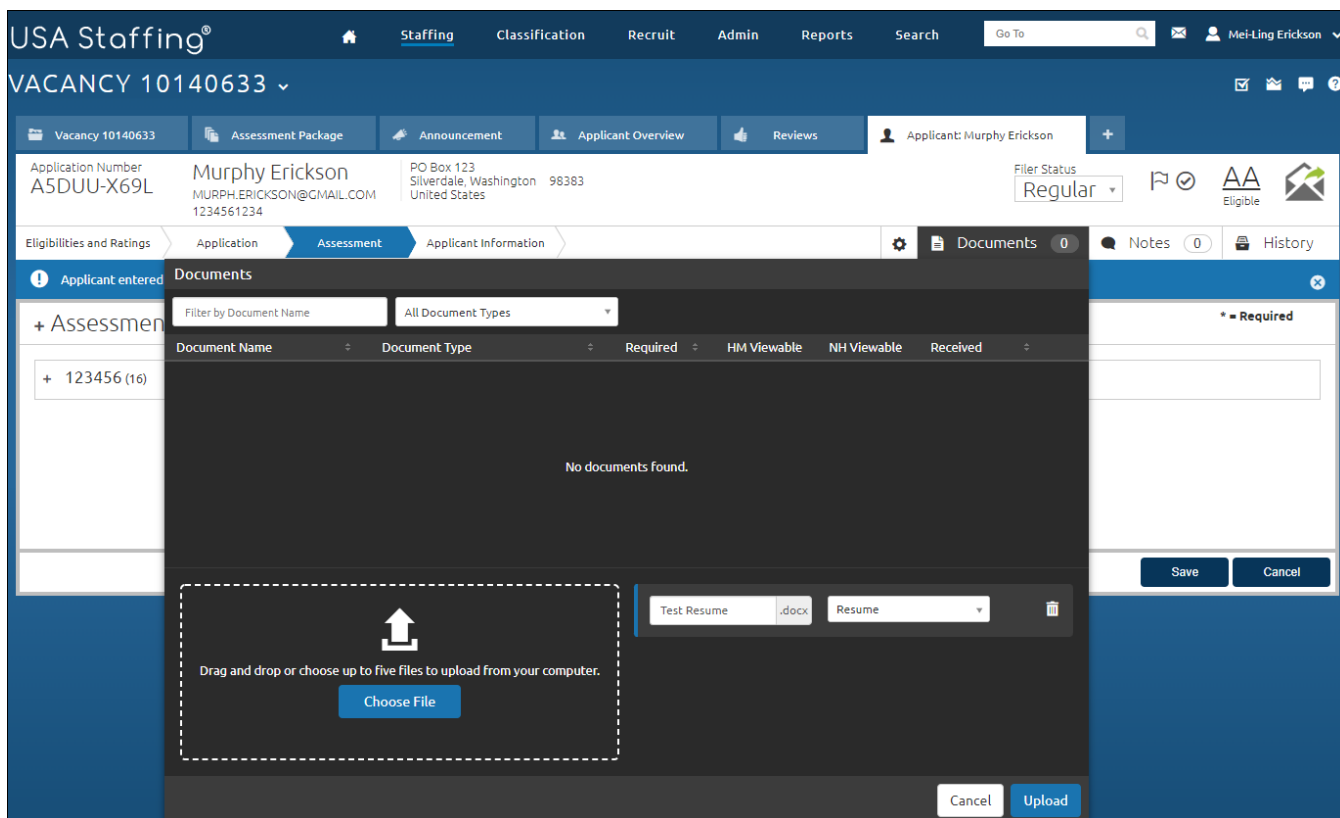 USA Staffing®
Staffing Classification Recruit Admin Reports Search Go To Mei-Ling Erickson
VACANCY 10140633
Vacancy 10140633 Assessment Package Announcement Applicant Overview Reviews Applicant: Murphy Erickson +
Application Number
A5DUU-X69L
Murphy Erickson
MURPH.ERICKSON@GMAIL.COM
1234561234
PO Box 123
Silverdale, Washington 98383
United States
Filer Status
Regular
AA
Eligible
Eligibilities and Ratings Application Assessment Applicant Information Documents 0 Notes 0 History
Applicant entered
Documents
+ Assessmen
* = Required
Filter by Document Name All Document Types
Document Name Document Type Required HM Viewable NH Viewable Received
+ 123456 (16)
No documents found.
Save Cancel
Test Resume .docx Resume
Drag and drop or choose up to five files to upload from your computer.
Choose File
Cancel Upload